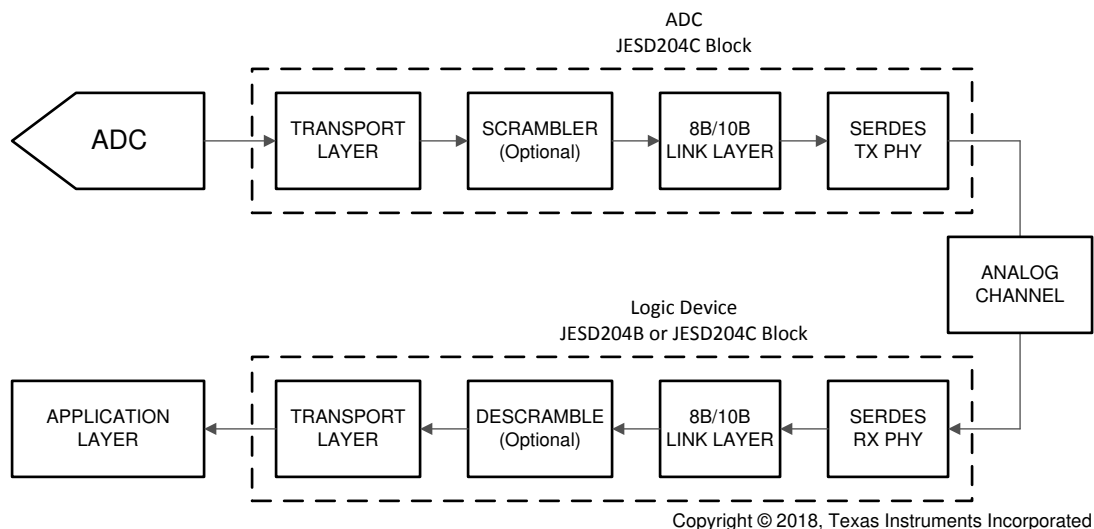 ADC
JESD204C Block
ADC
TRANSPORT
LAYER
SCRAMBLER
(Optional)
8B/10B
LINK LAYER
SERDES
TX PHY
ANALOG
CHANNEL
Logic Device
JESD204B or JESD204C Block
APPLICATION
LAYER
TRANSPORT
LAYER
DESCRAMBLE
(Optional)
8B/10B
LINK LAYER
SERDES
RX PHY
Copyright © 2018, Texas Instruments Incorporated